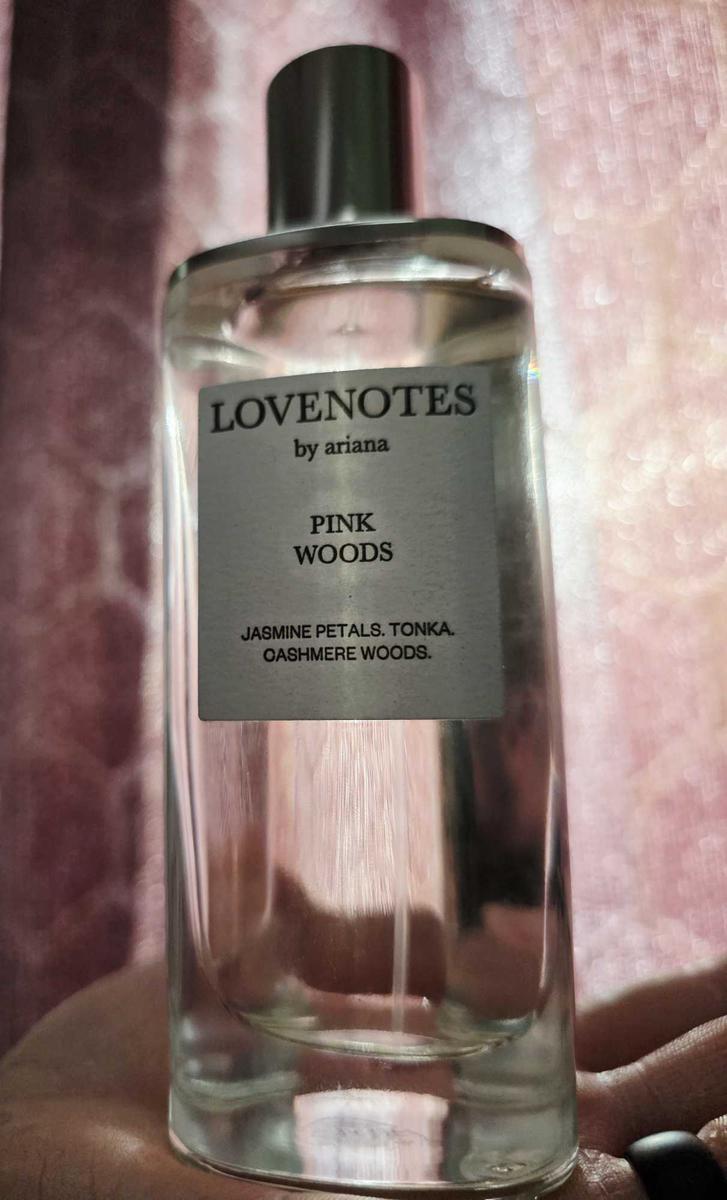 LOVENOTES
by ariana
PINK
WOODS
JASMINE PETALS. TONKA.
CASHMERE WOODS.